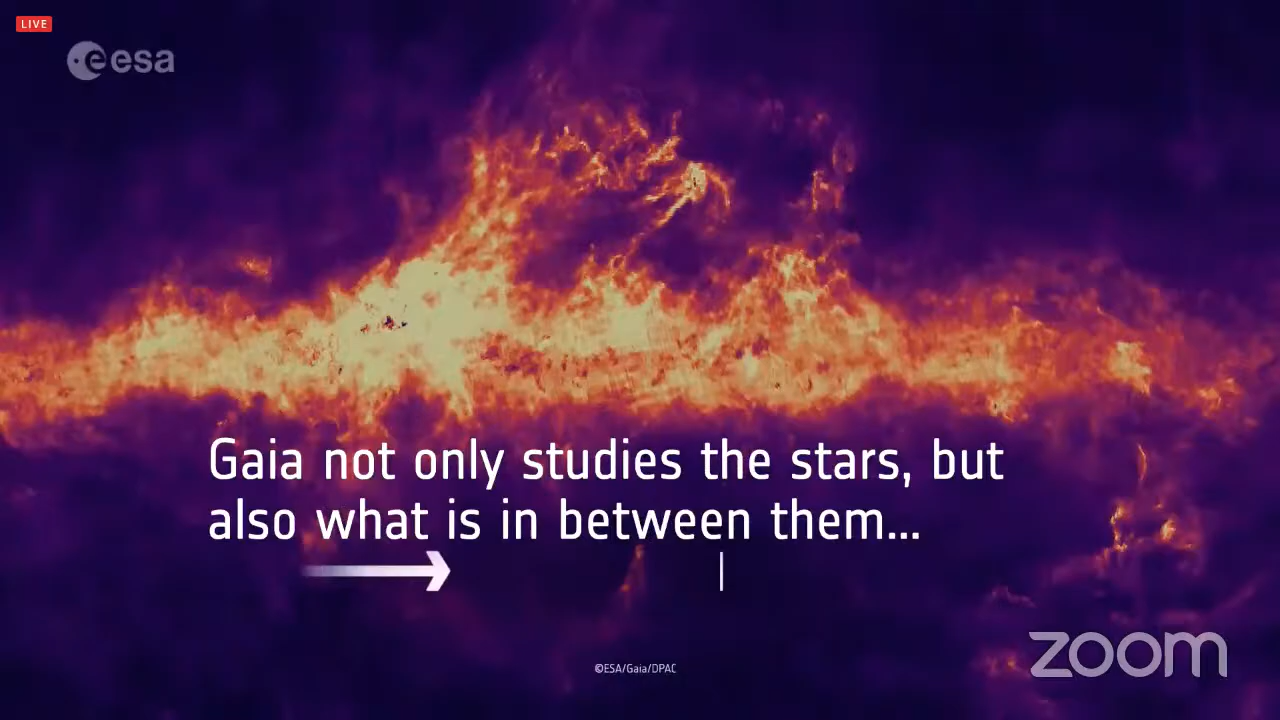 LIVE
esa
Gaia not only studies the stars, but
also what is in between them...
©ESA/Gaia/DPAC
zoom